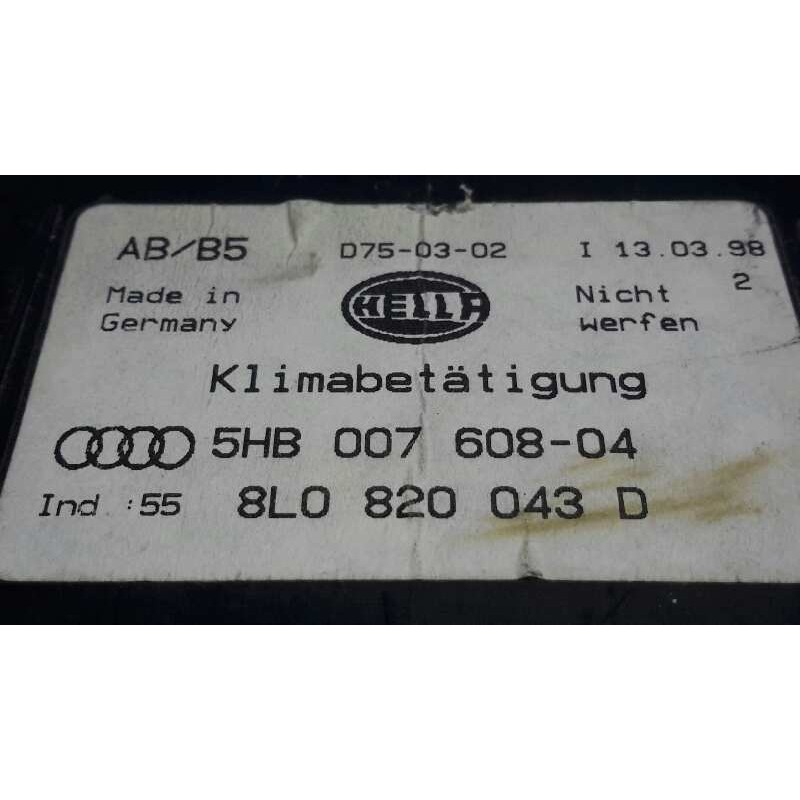 AB/B5 D75-03-02 I 13.03.98
Made in Germany HELLA Nicht werfen 2
Klimabetätigung
5HB 007 608-04
Ind :55 8L0 820 043 D